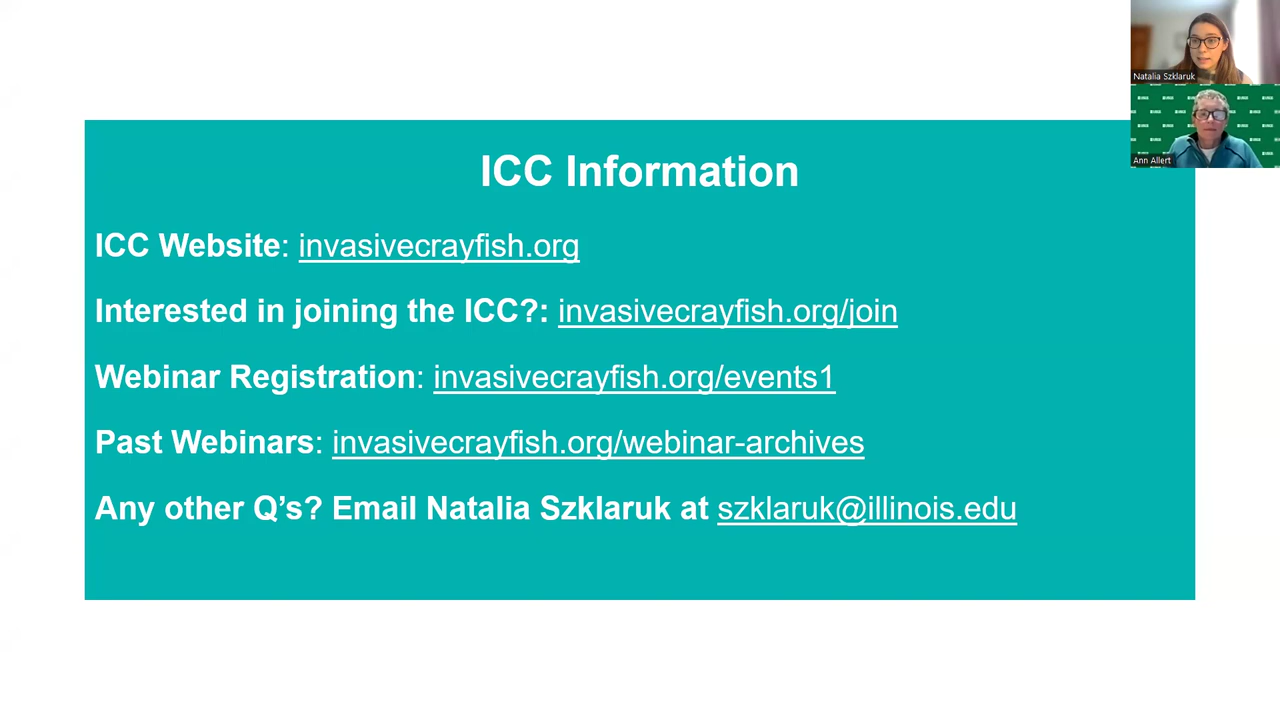 Natalia Szklaruk
Ann Allert
ICC Information
ICC Website: invasivecrayfish.org
Interested in joining the ICC?: invasivecrayfish.org/join
Webinar Registration: invasivecrayfish.org/events1
Past Webinars: invasivecrayfish.org/webinar-archives
Any other Q’s? Email Natalia Szklaruk at szklaruk@illinois.edu